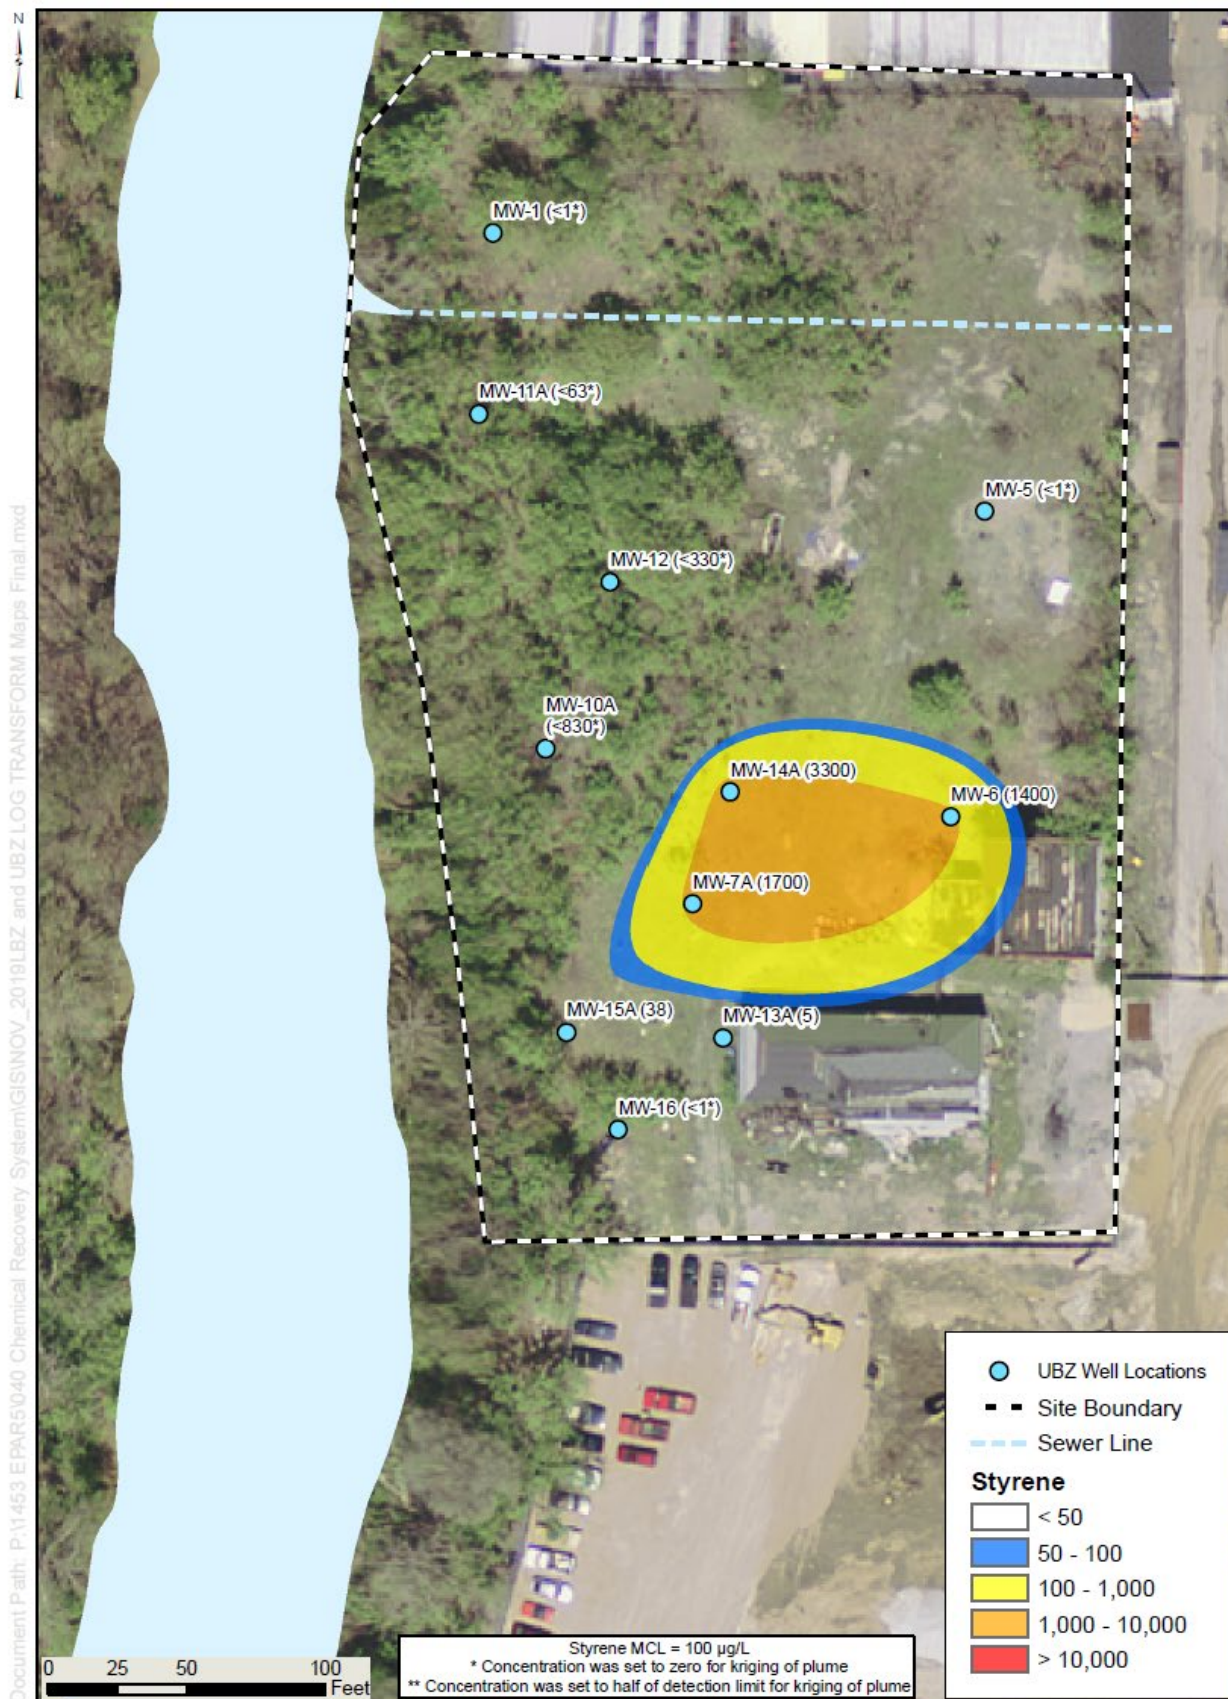 N
MW-1 (<1*)
MW-11A (<63*)
MW-5 (<1*)
MW-12 (<330*)
MW-10A
(<830*)
MW-14A (3300)
MW-6 (1400)
MW-7A (1700)
MW-15A (38)
MW-13A (5)
MW-16 (<1*)
Document Path: P:\1453 EPAR5\040 Chemical Recovery System\GIS\NOV_2019\LBZ and UBZ LOG TRANSFORM Maps Final.mxd
UBZ Well Locations
Site Boundary
Sewer Line
Styrene
< 50
50 - 100
100 - 1,000
1,000 - 10,000
> 10,000
0 25 50 100
Feet
Styrene MCL = 100 µg/L
* Concentration was set to zero for kriging of plume
** Concentration was set to half of detection limit for kriging of plume